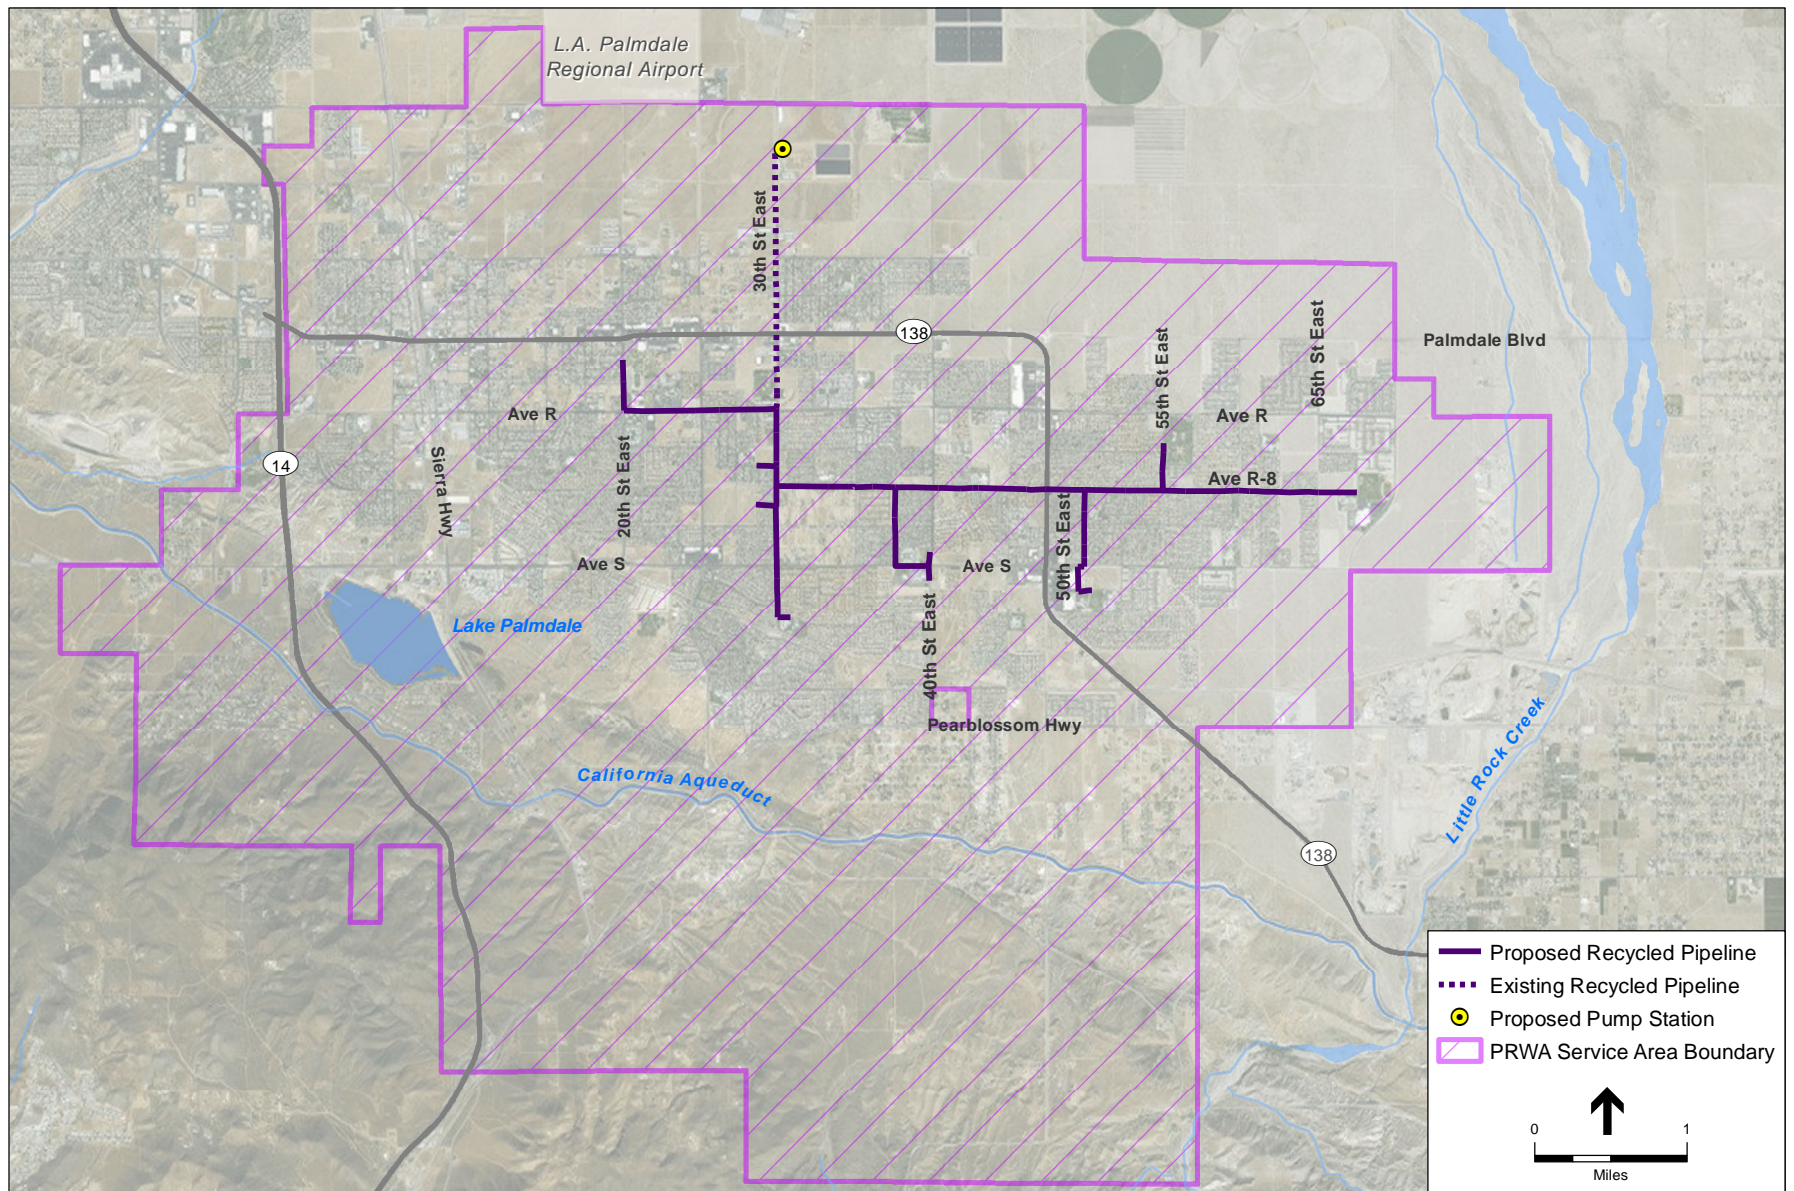 L.A. Palmdale
Regional Airport
30th St East
138
Palmdale Blvd
55th St East
65th St East
Ave R
Ave R
14
Sierra Hwy
20th St East
Ave R-8
50th St East
Ave S
Ave S
Lake Palmdale
40th St East
Pearblossom Hwy
California Aqueduct
Little Rock Creek
138
Proposed Recycled Pipeline
Existing Recycled Pipeline
Proposed Pump Station
PRWA Service Area Boundary
0 1
Miles